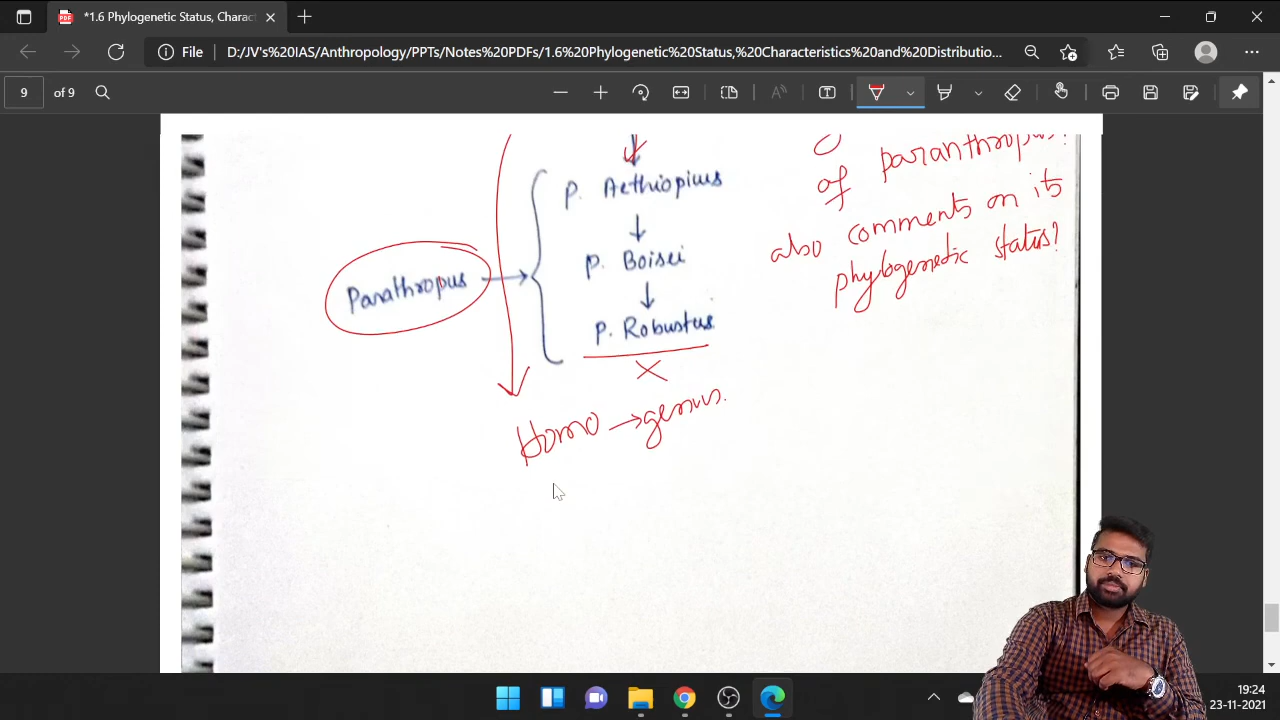 *1.6 Phylogenetic Status, Charact
File
D:/JV's%20IAS/Anthropology/PPTs/Notes%20PDFs/1.6%20Phylogenetic%20Status,%20Characteristics%20and%20Distributio...
9 of 9
of paranthropus?
also comments on its
phylogenetic status?
P. Aethiopius
P. Boisei
P. Robustus
Parathropus
X
Homo → genus.
19:24
23-11-2021